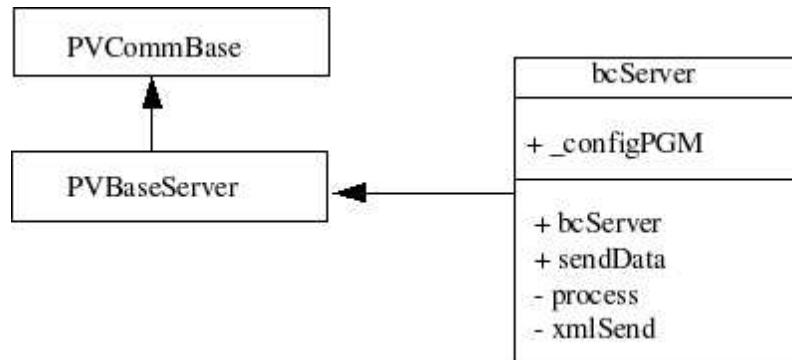 PVCommBase
PVBaseServer
bcServer
+ _configPGM
+ bcServer
+ sendData
- process
- xmlSend